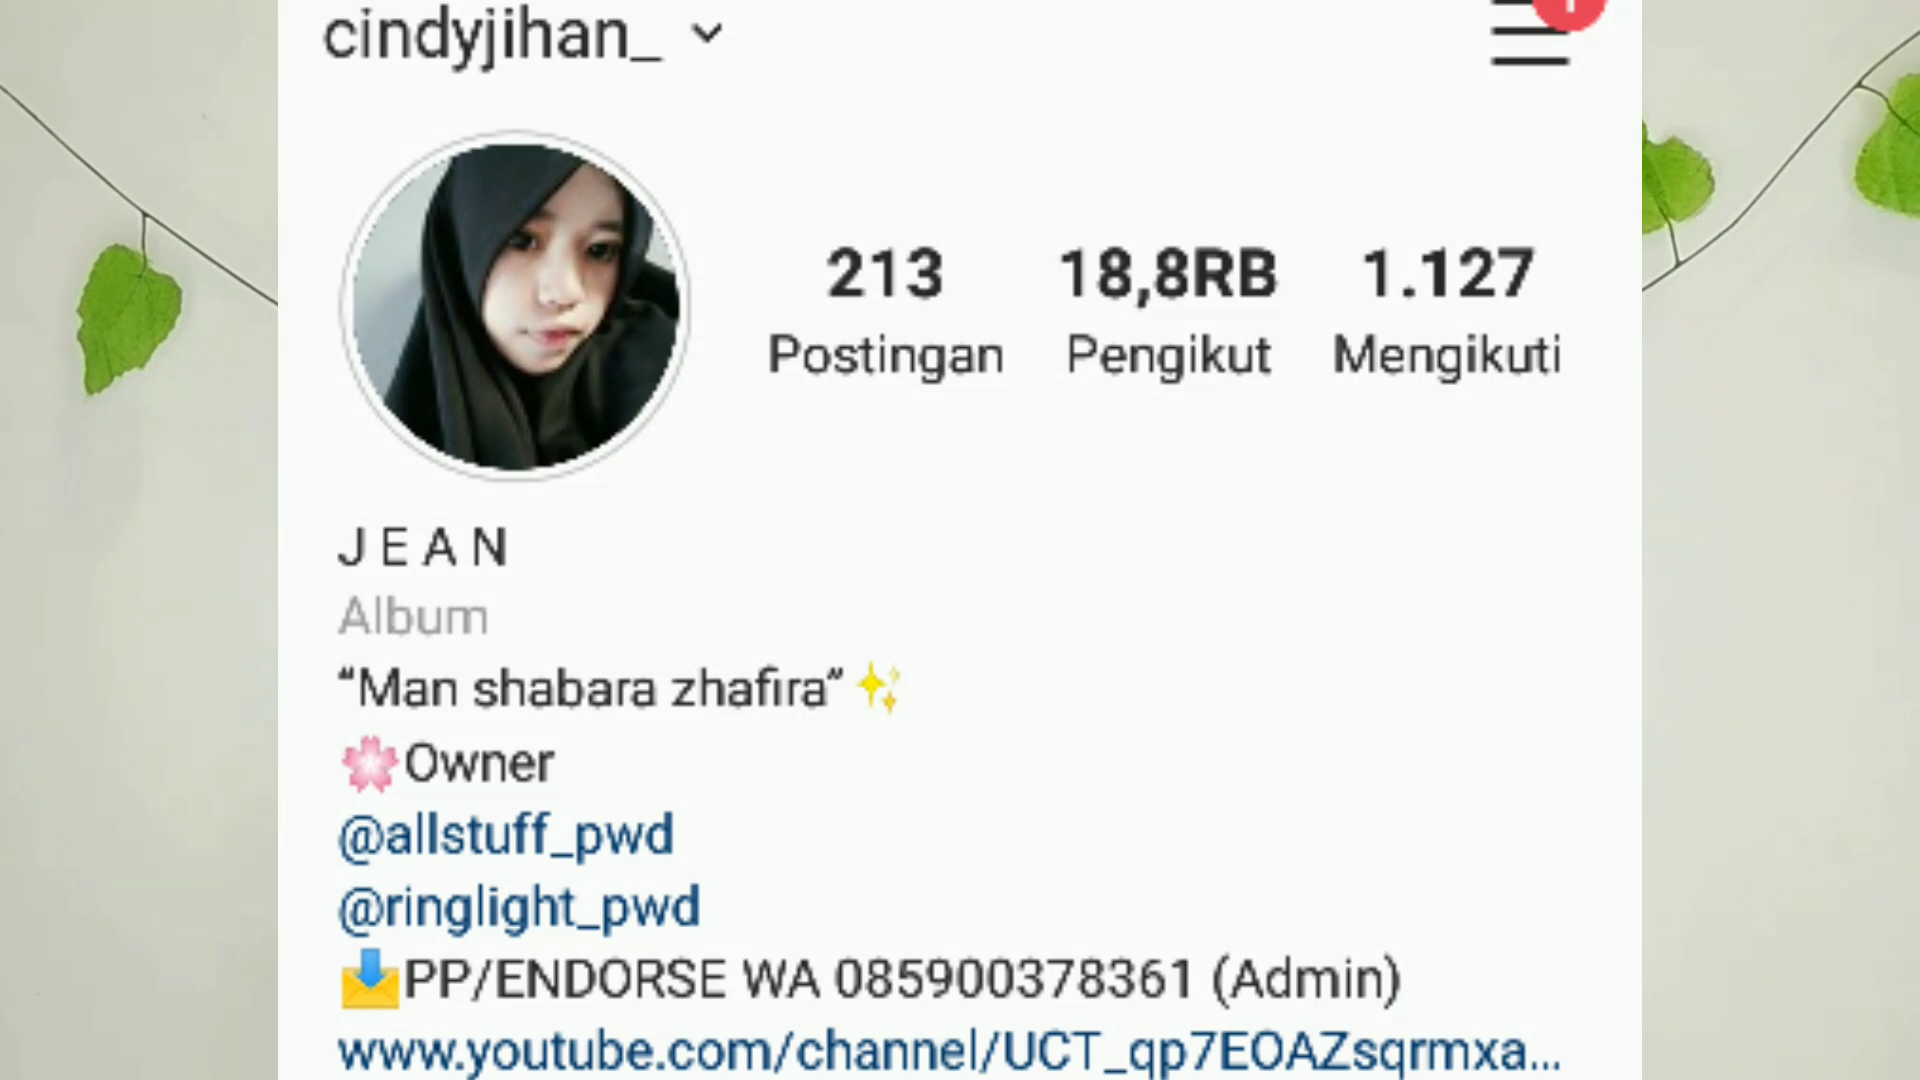 cindyjihan_
213 18,8RB 1.127
Postingan Pengikut Mengikuti
J E A N
Album
“Man shabara zhafira”✨
🌸Owner
@allstuff_pwd
@ringlight_pwd
📩PP/ENDORSE WA 085900378361 (Admin)
www.youtube.com/channel/UCT_qp7EOAZsqrmxa...